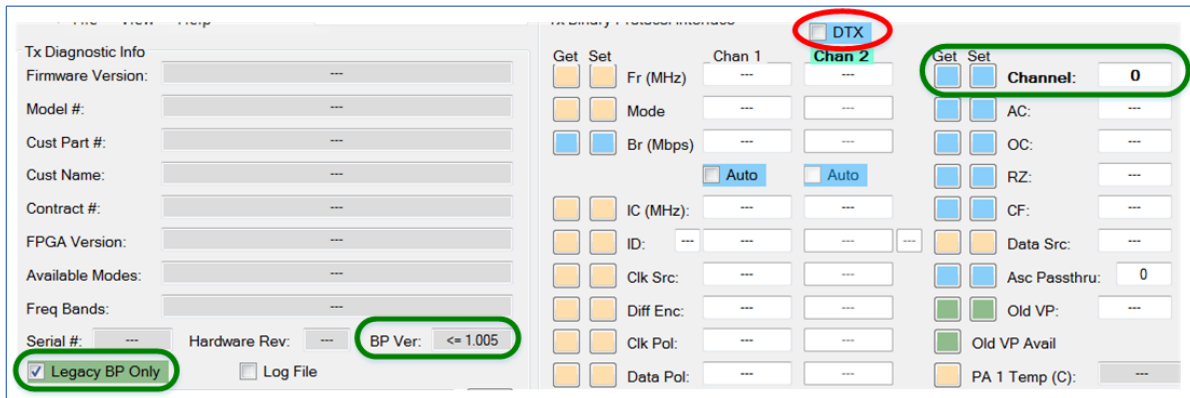 DTX
Tx Diagnostic Info
Firmware Version: ---
Model #: ---
Cust Part #: ---
Cust Name: ---
Contract #: ---
FPGA Version: ---
Available Modes: ---
Freq Bands: ---
Serial #: --- Hardware Rev: --- BP Ver: <= 1.005
Legacy BP Only Log File
Get Set Chan 1 Chan 2
Fr (MHz) --- ---
Mode --- ---
Br (Mbps) --- ---
Auto Auto
IC (MHz): --- ---
ID: --- --- --- ---
Clk Src: --- ---
Diff Enc: --- ---
Clk Pol: --- ---
Data Pol: --- ---
Get Set
Channel: 0
AC: ---
OC: ---
RZ: ---
CF: ---
Data Src: ---
Asc Passthru: 0
Old VP: ---
Old VP Avail
PA 1 Temp (C): ---